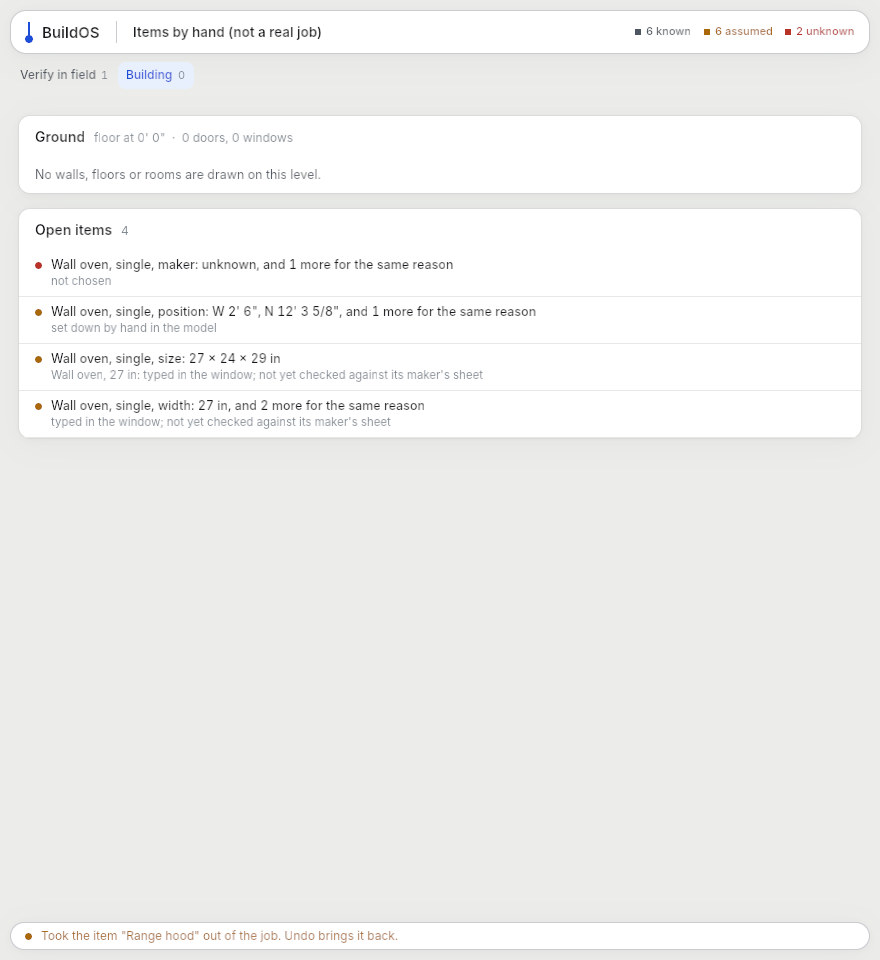 BuildOS
Items by hand (not a real job)
6 known
6 assumed
2 unknown
Verify in field 1
Building 0
Ground floor at 0' 0" · 0 doors, 0 windows
No walls, floors or rooms are drawn on this level.
Open items 4
Wall oven, single, maker: unknown, and 1 more for the same reason
not chosen
Wall oven, single, position: W 2' 6", N 12' 3 5/8", and 1 more for the same reason
set down by hand in the model
Wall oven, single, size: 27 × 24 × 29 in
Wall oven, 27 in: typed in the window; not yet checked against its maker's sheet
Wall oven, single, width: 27 in, and 2 more for the same reason
typed in the window; not yet checked against its maker's sheet
Took the item "Range hood" out of the job. Undo brings it back.